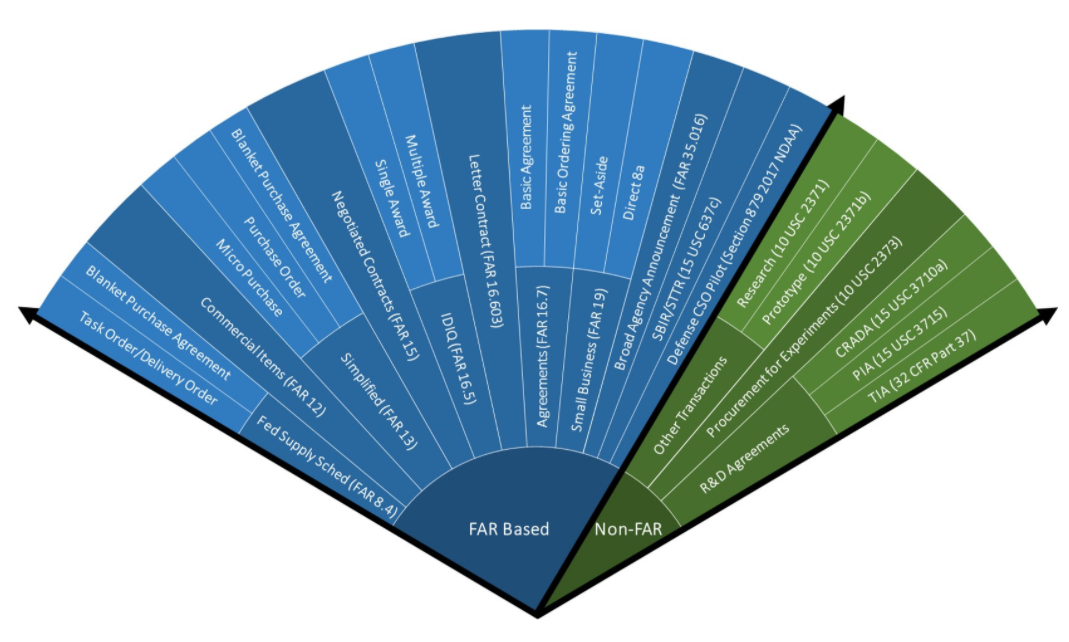 Task Order/Delivery Order
Blanket Purchase Agreement
Fed Supply Sched (FAR 8.4)
Commercial Items (FAR 12)
Micro Purchase
Purchase Order
Blanket Purchase Agreement
Simplified (FAR 13)
Negotiated Contracts (FAR 15)
Single Award
Multiple Award
IDIQ (FAR 16.5)
Letter Contract (FAR 16.603)
Basic Agreement
Basic Ordering Agreement
Agreements (FAR 16.7)
Set-Aside
Direct 8a
Small Business (FAR 19)
Broad Agency Announcement (FAR 35.016)
SBIR/STTR (15 USC 637c)
Defense CSO Pilot (Section 879 2017 NDAA)
FAR Based
Research (10 USC 2371)
Prototype (10 USC 2371b)
Other Transactions
Procurement for Experiments (10 USC 2373)
CRADA (15 USC 3710a)
PIA (15 USC 3715)
TIA (32 CFR Part 37)
R&D Agreements
Non-FAR